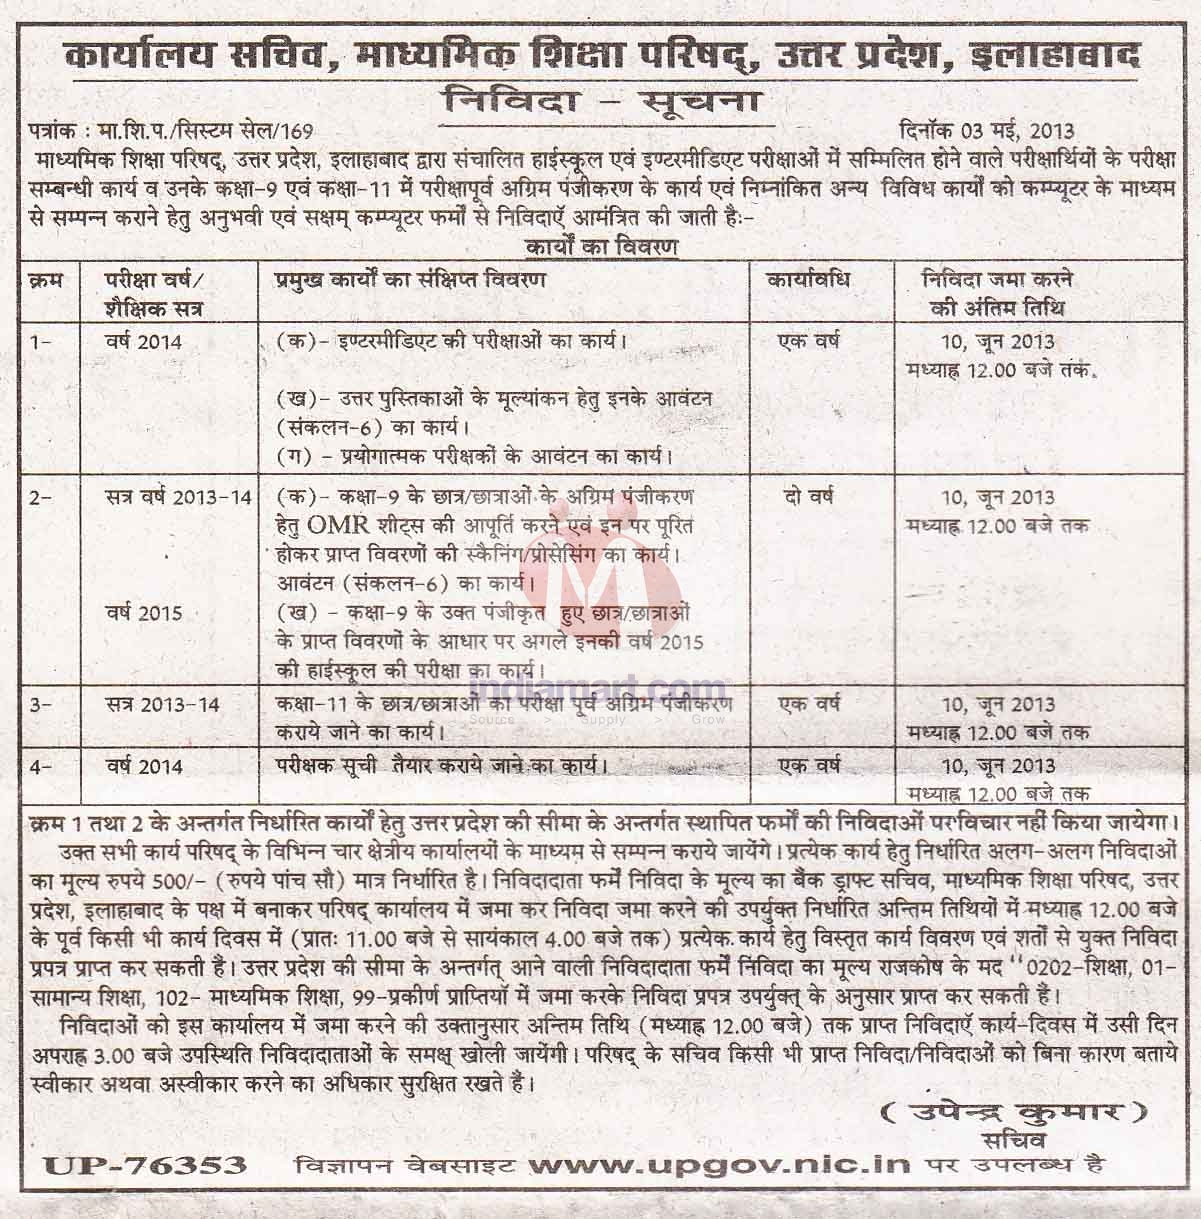 कार्यालय सचिव, माध्यमिक शिक्षा परिषद्, उत्तर प्रदेश, इलाहाबाद
निविदा - सूचना
पत्रांक : मा.शि.प./सिस्टम सेल/169 दिनॉक 03 मई, 2013
माध्यमिक शिक्षा परिषद्, उत्तर प्रदेश, इलाहाबाद द्वारा संचालित हाईस्कूल एवं इण्टरमीडिएट परीक्षाओं में सम्मिलित होने वाले परीक्षार्थियों के परीक्षा
सम्बन्धी कार्य व उनके कक्षा-9 एवं कक्षा-11 में परीक्षापूर्व अग्रिम पंजीकरण के कार्य एवं निम्नांकित अन्य विविध कार्यों को कम्प्यूटर के माध्यम
से सम्पन्न कराने हेतु अनुभवी एवं सक्षम् कम्प्यूटर फर्मो से निविदाऍ आमंत्रित की जाती है:-
कार्यों का विवरण
क्रम परीक्षा वर्ष/ प्रमुख कार्यों का संक्षिप्त विवरण कार्यावधि निविदा जमा करने
शैक्षिक सत्र की अंतिम तिथि
1- वर्ष 2014 (क)- इण्टरमीडिएट की परीक्षाओं का कार्य। एक वर्ष 10, जून 2013
मध्याह्न 12.00 बजे तक.
(ख)- उत्तर पुस्तिकाओं के मूल्यांकन हेतु इनके आवंटन
(संकलन-6) का कार्य।
(ग) - प्रयोगात्मक परीक्षकों के आवंटन का कार्य।
2- सत्र वर्ष 2013-14 (क)- कक्षा-9 के छात्र/छात्राओं के अग्रिम पंजीकरण दो वर्ष 10, जून 2013
हेतु OMR शीट्स की आपूर्ति करने एवं इन पर पूरित मध्याह्न 12.00 बजे तक
होकर प्राप्त विवरणों की स्कैनिंग/प्रोसेसिंग का कार्य।
आवंटन (संकलन-6) का कार्य।
वर्ष 2015 (ख) - कक्षा-9 के उक्त पंजीकृत हुए छात्र/छात्राओं
के प्राप्त विवरणों के आधार पर अगले इनकी वर्ष 2015
की हाईस्कूल की परीक्षा का कार्य।
indiamart.com
3- सत्र 2013-14 कक्षा-11 के छात्र/छात्राओं का परीक्षा पूर्व अग्रिम पंजीकरण एक वर्ष 10, जून 2013
Source > Supply > Grow
कराये जाने का कार्य। मध्याह्न 12.00 बजे तक
4- वर्ष 2014 परीक्षक सूची तैयार कराये जाने का कार्य। एक वर्ष 10, जून 2013
मध्याह्न 12.00 बजे तक
क्रम 1 तथा 2 के अन्तर्गत निर्धारित कार्यों हेतु उत्तर प्रदेश की सीमा के अन्तर्गत स्थापित फर्मों की निविदाओं पर विचार नहीं किया जायेगा।
उक्त सभी कार्य परिषद् के विभिन्न चार क्षेत्रीय कार्यालयों के माध्यम से सम्पन्न कराये जायेंगे। प्रत्येक कार्य हेतु निर्धारित अलग-अलग निविदाओं
का मूल्य रुपये 500/- (रुपये पांच सौ) मात्र निर्धारित है। निविदादाता फर्में निविदा के मूल्य का बैंक ड्राफ्ट सचिव, माध्यमिक शिक्षा परिषद, उत्तर
प्रदेश, इलाहाबाद के पक्ष में बनाकर परिषद् कार्यालय में जमा कर निविदा जमा करने की उपर्युक्त निर्धारित अन्तिम तिथियों में मध्याह्न 12.00 बजे
के पूर्व किसी भी कार्य दिवस में (प्रातः 11.00 बजे से सायंकाल 4.00 बजे तक) प्रत्येक कार्य हेतु विस्तृत कार्य विवरण एवं शर्तों से युक्त निविदा
प्रपत्र प्राप्त कर सकती है। उत्तर प्रदेश की सीमा के अन्तर्गत् आने वाली निविदादाता फर्में निविदा का मूल्य राजकोष के मद "0202-शिक्षा, 01-
सामान्य शिक्षा, 102- माध्यमिक शिक्षा, 99-प्रकीर्ण प्राप्तियॉ में जमा करके निविदा प्रपत्र उपर्युक्त् के अनुसार प्राप्त कर सकती हैं।
निविदाओं को इस कार्यालय में जमा करने की उक्तानुसार अन्तिम तिथि (मध्याह्न 12.00 बजे) तक प्राप्त निविदाऍ कार्य-दिवस में उसी दिन
अपराह्न 3.00 बजे उपस्थिति निविदादाताओं के समक्ष् खोली जायेंगी। परिषद् के सचिव किसी भी प्राप्त निविदा/निविदाओं को बिना कारण बताये
स्वीकार अथवा अस्वीकार करने का अधिकार सुरक्षित रखते हैं।
( उपेन्द्र कुमार )
सचिव
UP-76353 विज्ञापन वेबसाइट www.upgov.nic.in पर उपलब्ध है